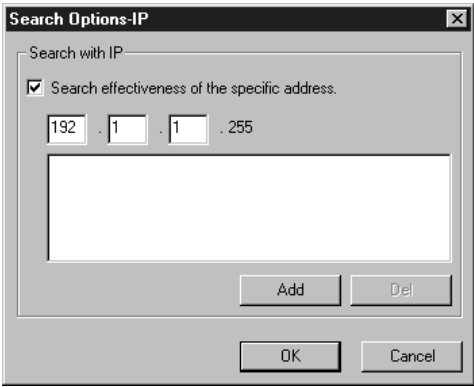 Search Options-IP
Search with IP
Search effectiveness of the specific address.
192 . 1 . 1 . 255
Add Del
OK Cancel